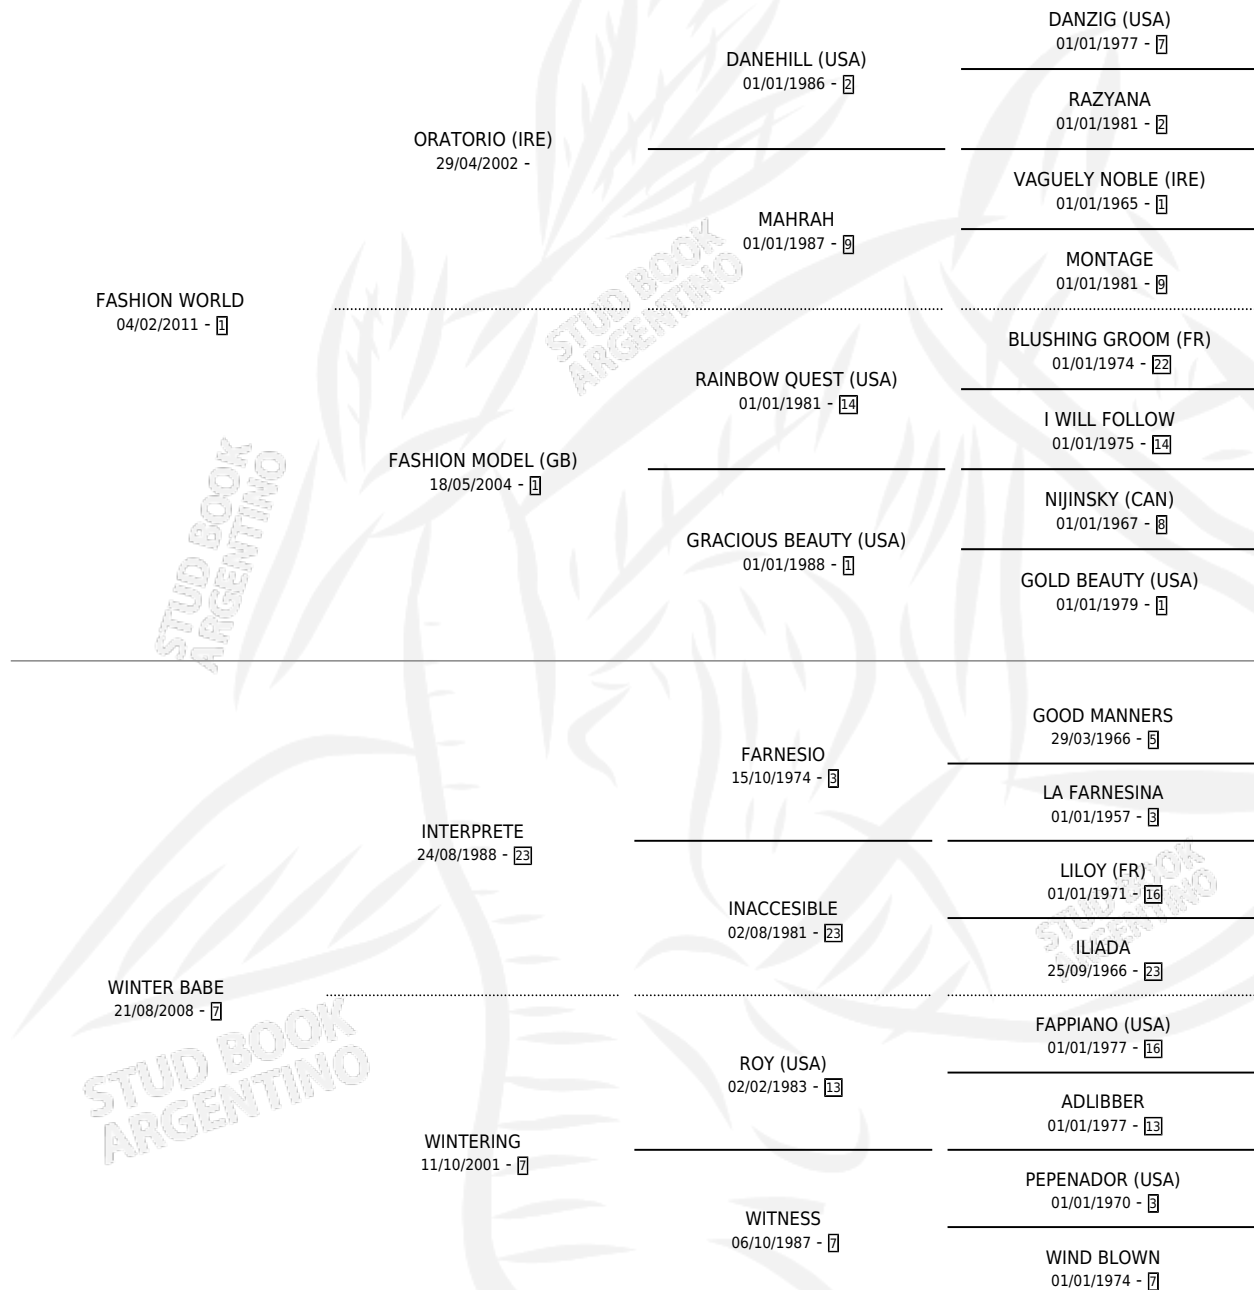 DANZIG (USA)
01/01/1977 - 7
DANEHILL (USA)
01/01/1986 - 2
RAZYANA
01/01/1981 - 2
ORATORIO (IRE)
29/04/2002 -
VAGUELY NOBLE (IRE)
01/01/1965 - 1
MAHRAH
01/01/1987 - 9
MONTAGE
01/01/1981 - 9
FASHION WORLD
04/02/2011 - 1
BLUSHING GROOM (FR)
01/01/1974 - 22
RAINBOW QUEST (USA)
01/01/1981 - 14
I WILL FOLLOW
01/01/1975 - 14
FASHION MODEL (GB)
18/05/2004 - 1
NIJINSKY (CAN)
01/01/1967 - 8
GRACIOUS BEAUTY (USA)
01/01/1988 - 1
GOLD BEAUTY (USA)
01/01/1979 - 1
GOOD MANNERS
29/03/1966 - 5
FARNESIO
15/10/1974 - 3
LA FARNESINA
01/01/1957 - 3
INTERPRETE
24/08/1988 - 23
LILOY (FR)
01/01/1971 - 16
INACCESIBLE
02/08/1981 - 23
ILIADA
25/09/1966 - 23
WINTER BABE
21/08/2008 - 7
FAPPIANO (USA)
01/01/1977 - 16
ROY (USA)
02/02/1983 - 13
ADLIBBER
01/01/1977 - 13
WINTERING
11/10/2001 - 7
PEPENADOR (USA)
01/01/1970 - 3
WITNESS
06/10/1987 - 7
WIND BLOWN
01/01/1974 - 7
STUD BOOK
ARGENTINO
STUD BOOK
ARGENTINO
STUD BOOK
ARGENTINO
STUD BOOK
ARGENTINO